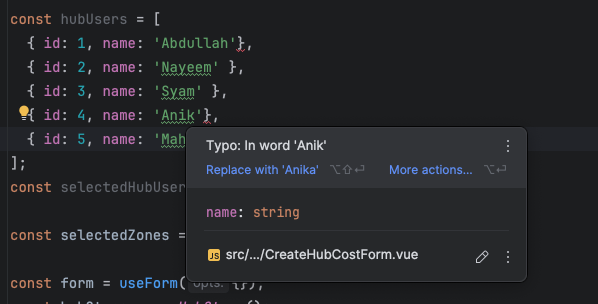 const hubUsers = [
{ id: 1, name: 'Abdullah'},
{ id: 2, name: 'Nayeem' },
{ id: 3, name: 'Syam' },
{ id: 4, name: 'Anik'},
{ id: 5, name: 'Mah
];
const selectedHubUser
const selectedZones =
const form = useForm( opts: {});
Typo: In word 'Anik'
Replace with 'Anika' ⌥⇧⏎ More actions... ⌥⏎
name: string
JS src/.../CreateHubCostForm.vue